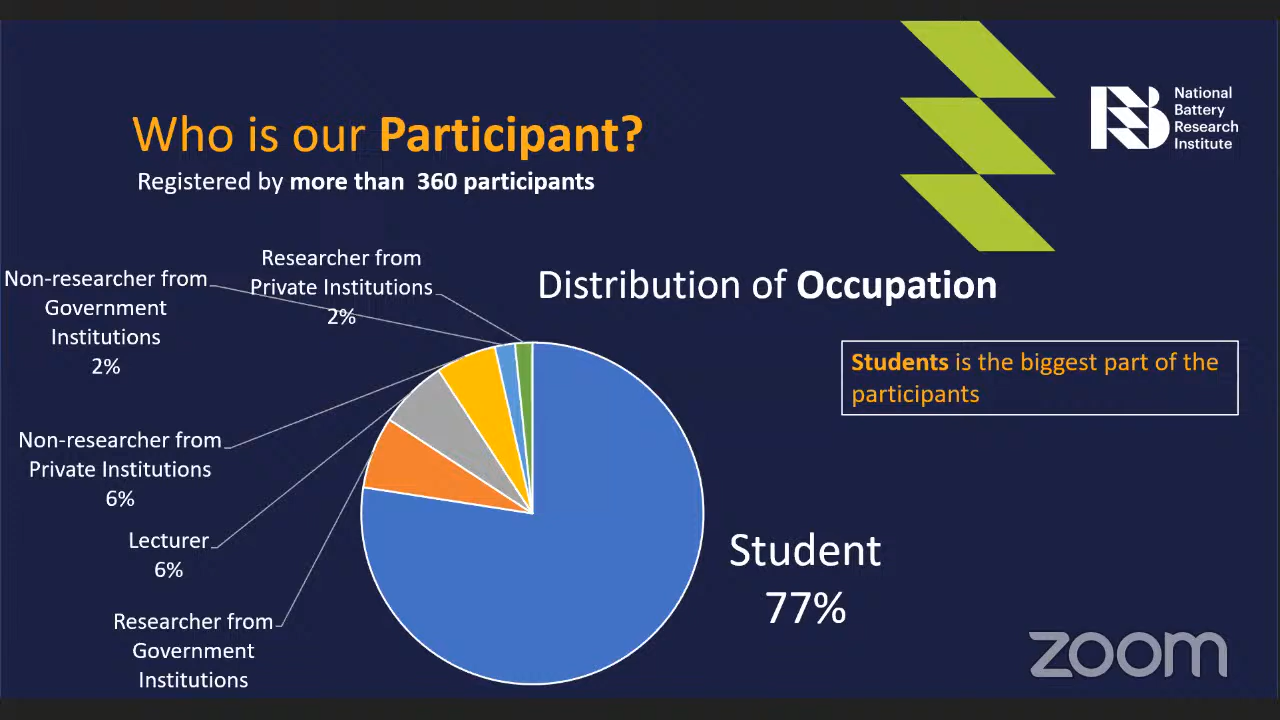 National
Battery
Research
Institute
Who is our Participant?
Registered by more than 360 participants
Distribution of Occupation
Students is the biggest part of the
participants
Researcher from
Private Institutions
2%
Non-researcher from
Government
Institutions
2%
Non-researcher from
Private Institutions
6%
Lecturer
6%
Researcher from
Government
Institutions
Student
77%
zoom